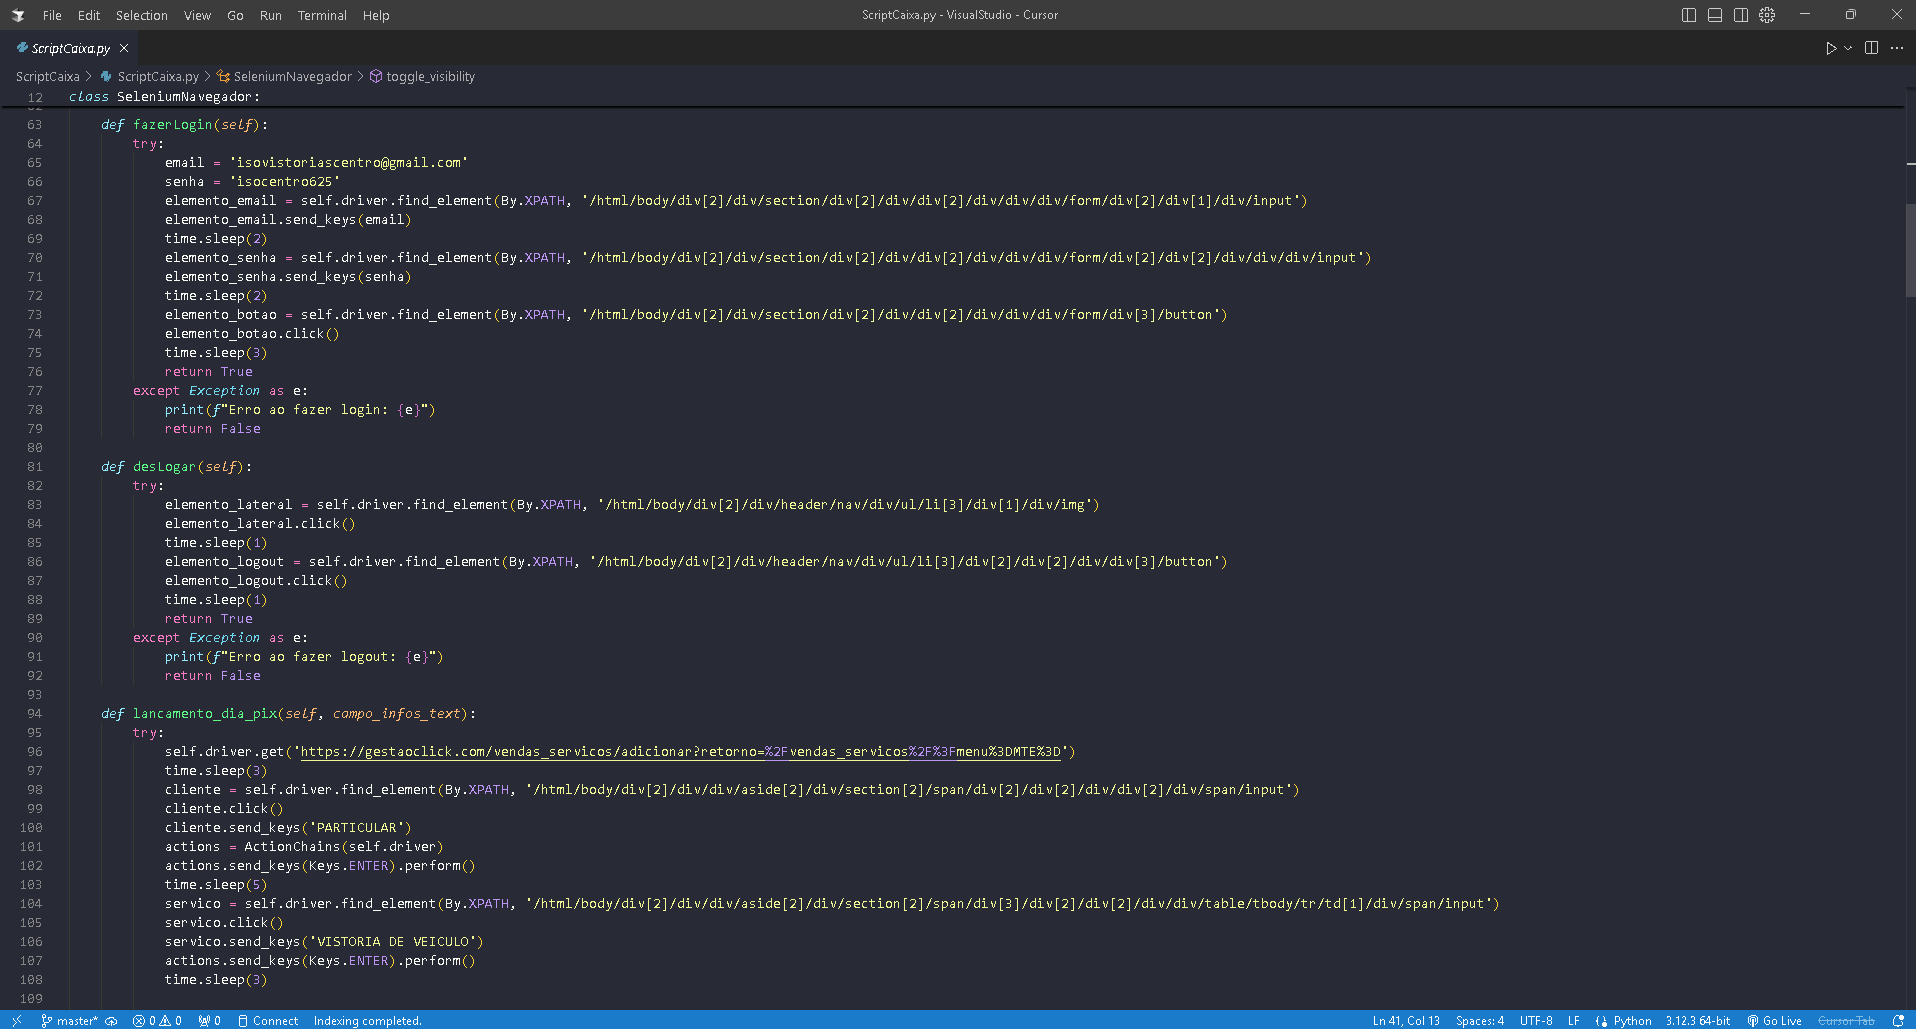 File Edit Selection View Go Run Terminal Help ScriptCaixa.py - VisualStudio - Cursor
ScriptCaixa.py
ScriptCaixa > ScriptCaixa.py > SeleniumNavegador > toggle_visibility
12 class SeleniumNavegador:
63 def fazerLogin(self):
64 try:
65 email = 'isovistoriascentro@gmail.com'
66 senha = 'isocentro625'
67 elemento_email = self.driver.find_element(By.XPATH, '/html/body/div[2]/div/section/div[2]/div/div[2]/div/div/div/form/div[2]/div[1]/div/input')
68 elemento_email.send_keys(email)
69 time.sleep(2)
70 elemento_senha = self.driver.find_element(By.XPATH, '/html/body/div[2]/div/section/div[2]/div/div[2]/div/div/div/form/div[2]/div[2]/div/div/div/input')
71 elemento_senha.send_keys(senha)
72 time.sleep(2)
73 elemento_botao = self.driver.find_element(By.XPATH, '/html/body/div[2]/div/section/div[2]/div/div[2]/div/div/div/form/div[3]/button')
74 elemento_botao.click()
75 time.sleep(3)
76 return True
77 except Exception as e:
78 print(f"Erro ao fazer login: {e}")
79 return False
80
81 def desLogar(self):
82 try:
83 elemento_lateral = self.driver.find_element(By.XPATH, '/html/body/div[2]/div/header/nav/div/ul/li[3]/div[1]/div/img')
84 elemento_lateral.click()
85 time.sleep(1)
86 elemento_logout = self.driver.find_element(By.XPATH, '/html/body/div[2]/div/header/nav/div/ul/li[3]/div[2]/div[2]/div/div[3]/button')
87 elemento_logout.click()
88 time.sleep(1)
89 return True
90 except Exception as e:
91 print(f"Erro ao fazer logout: {e}")
92 return False
93
94 def lancamento_dia_pix(self, campo_infos_text):
95 try:
96 self.driver.get('https://gestaoclick.com/vendas_servicos/adicionar?retorno=%2Fvendas_servicos%2F%3Fmenu%3DMTE%3D')
97 time.sleep(3)
98 cliente = self.driver.find_element(By.XPATH, '/html/body/div[2]/div/div/aside[2]/div/section[2]/span/div[2]/div[2]/div/div[2]/div/span/input')
99 cliente.click()
100 cliente.send_keys('PARTICULAR')
101 actions = ActionChains(self.driver)
102 actions.send_keys(Keys.ENTER).perform()
103 time.sleep(5)
104 servico = self.driver.find_element(By.XPATH, '/html/body/div[2]/div/div/aside[2]/div/section[2]/span/div[3]/div[2]/div[2]/div/div/table/tbody/tr/td[1]/div/span/input')
105 servico.click()
106 servico.send_keys('VISTORIA DE VEICULO')
107 actions.send_keys(Keys.ENTER).perform()
108 time.sleep(3)
109
master* 0 0 0 Connect Indexing completed. Ln 41, Col 13 Spaces: 4 UTF-8 LF Python 3.12.3 64-bit Go Live Cursor Tab